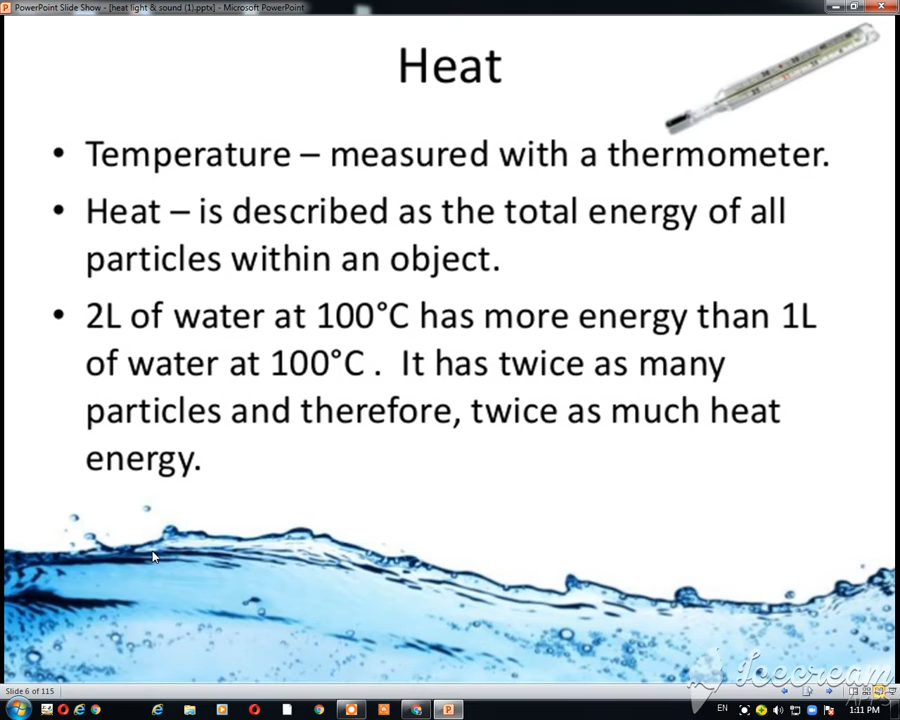 PowerPoint Slide Show - [heat light & sound (1).pptx] - Microsoft PowerPoint
Heat
• Temperature – measured with a thermometer.
• Heat – is described as the total energy of all
particles within an object.
• 2L of water at 100°C has more energy than 1L
of water at 100°C . It has twice as many
particles and therefore, twice as much heat
energy.
Icecream
APPS
Slide 6 of 115
EN
1:11 PM